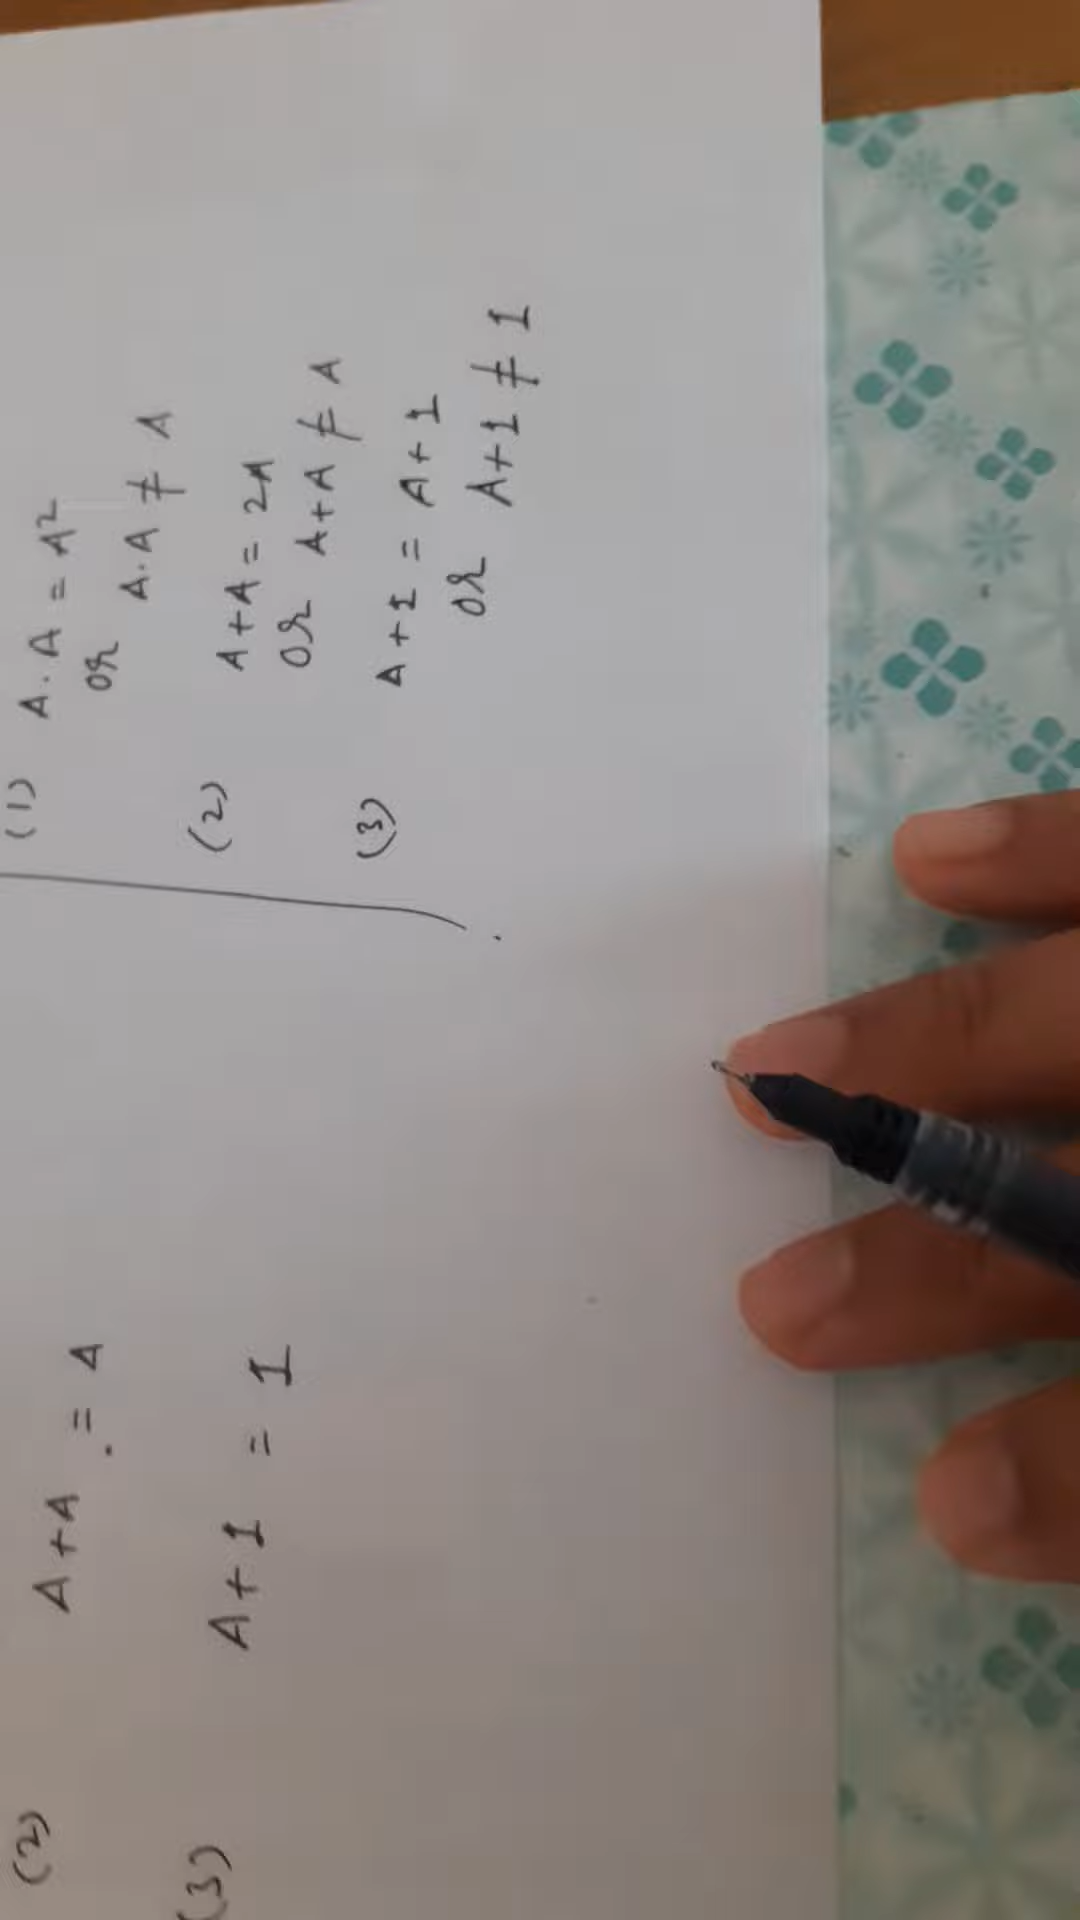 (2) A+A = A
(3) A+1 = 1
(1) A.A = A²
or
A.A ≠ A
(2) A+A = 2A
or A+A ≠ A
(3) A+1 = A+1
or A+1 ≠ 1